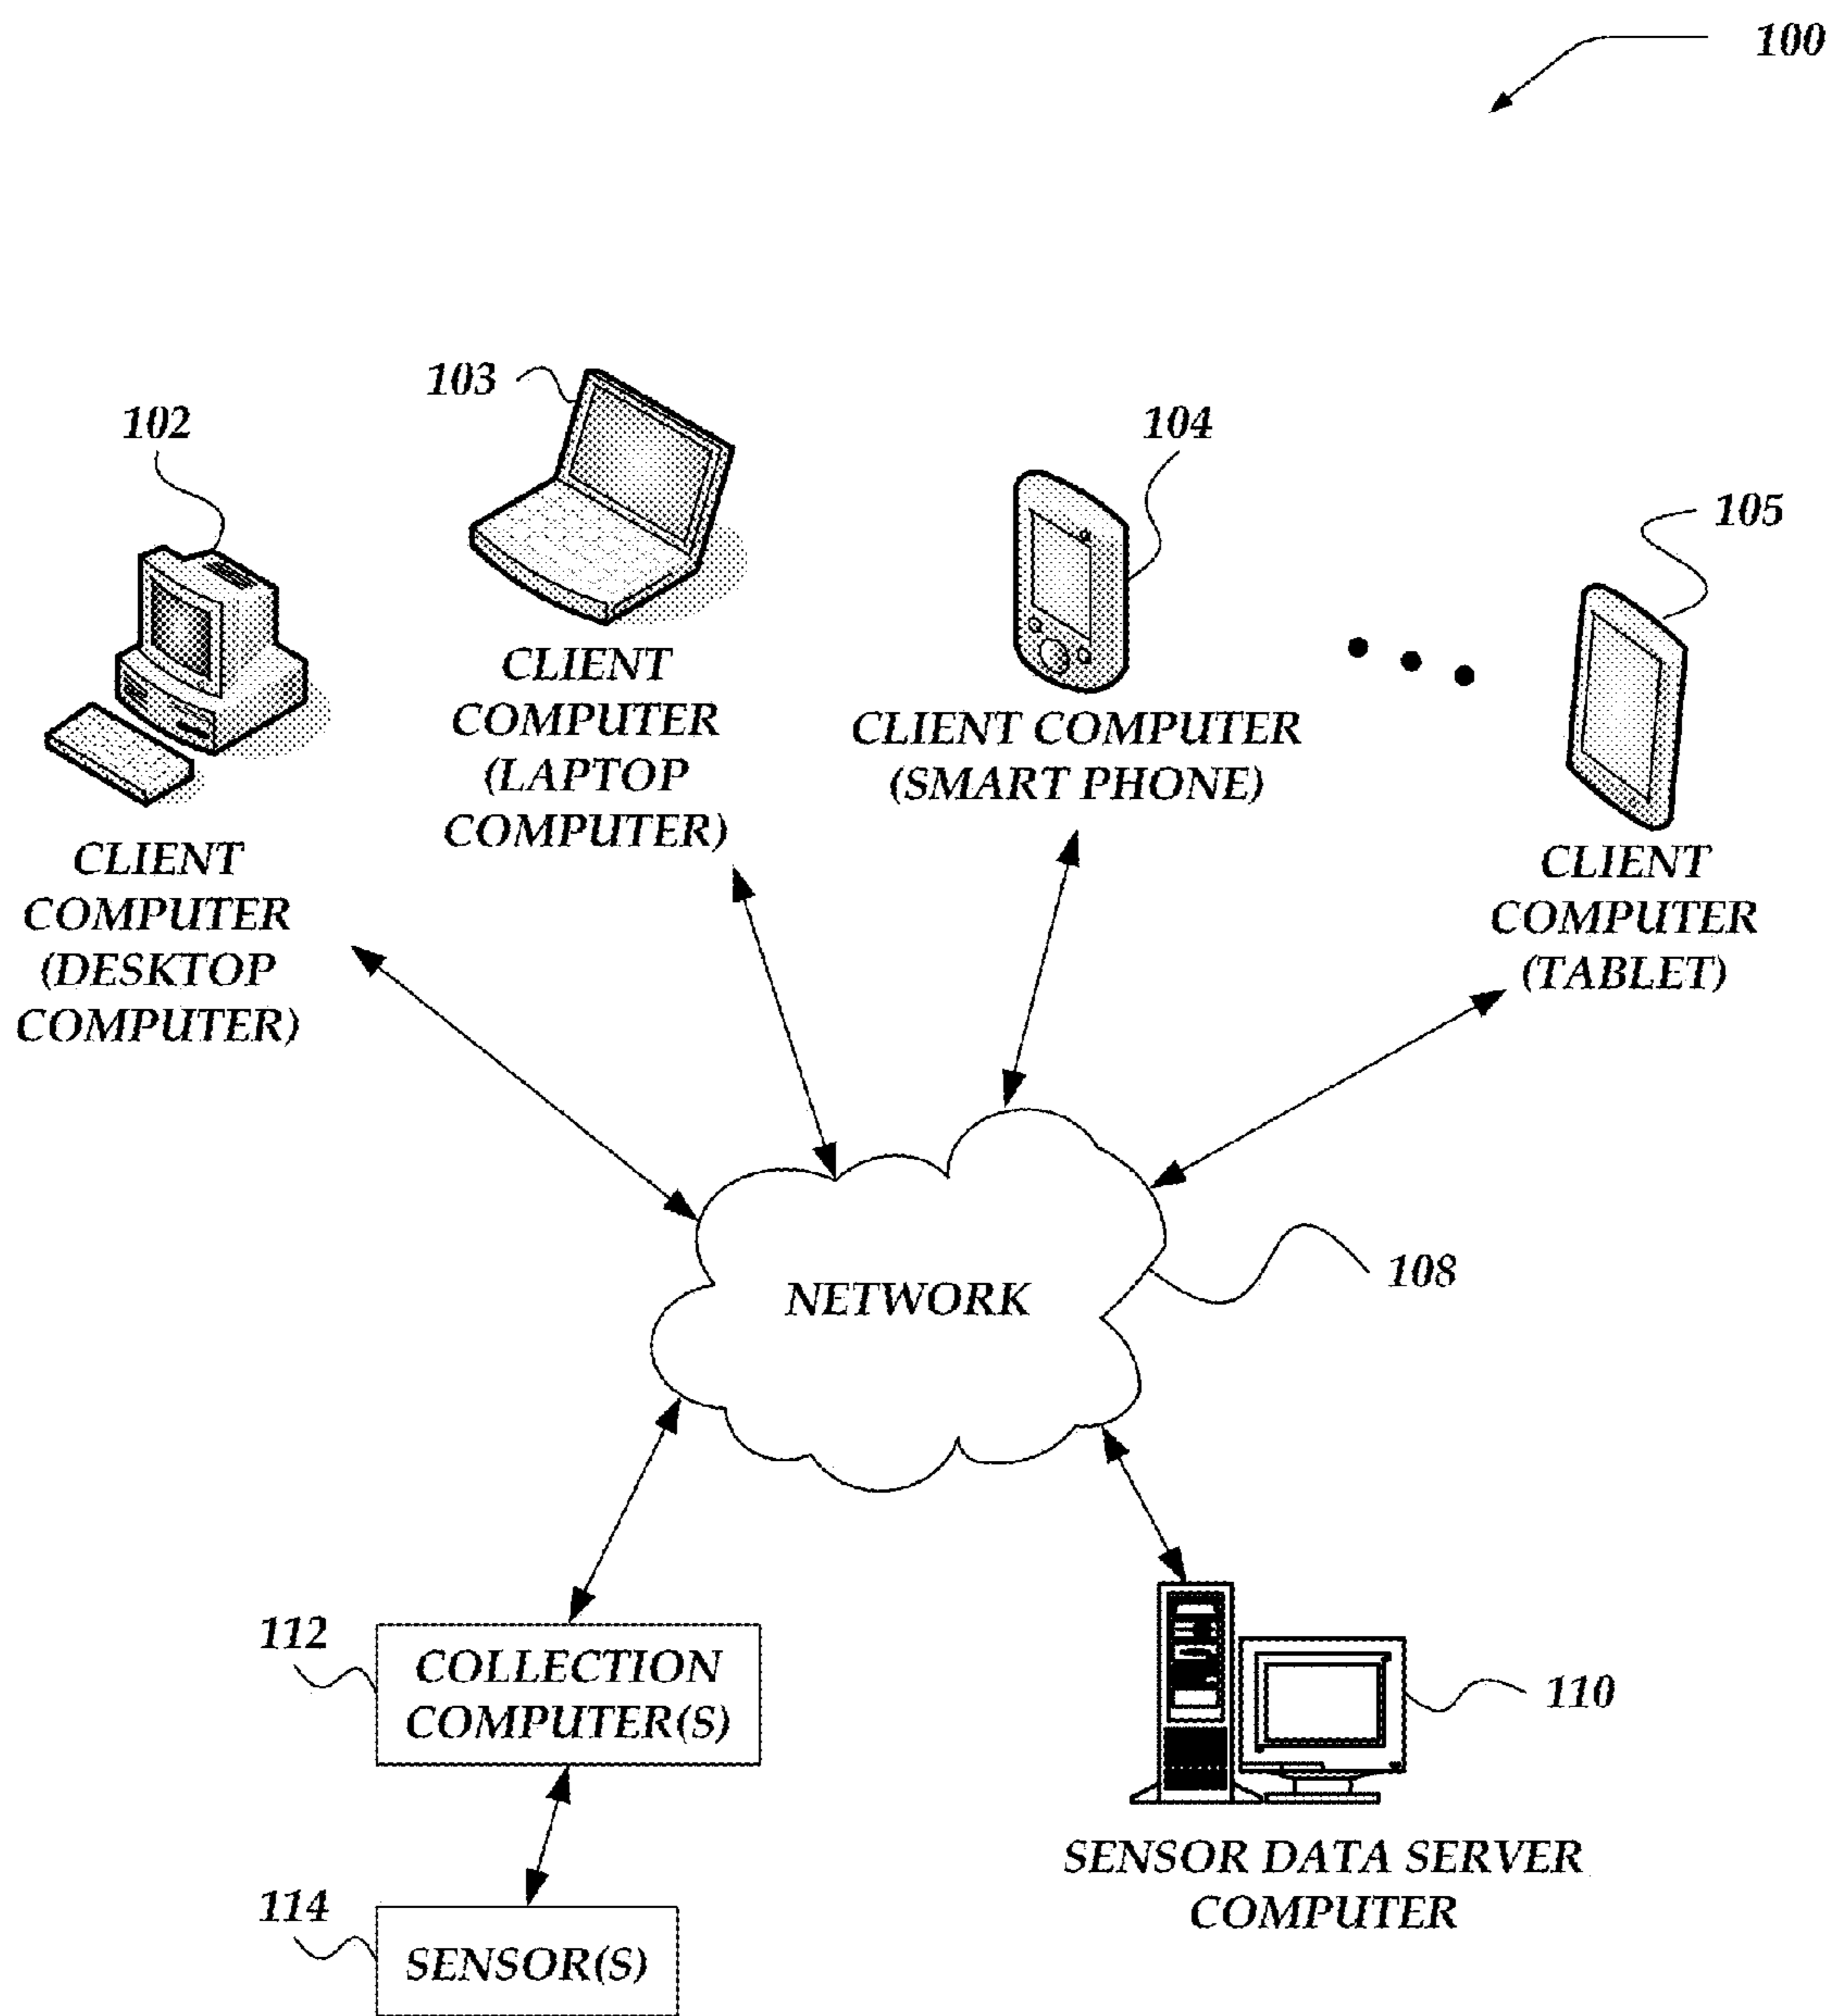 100
103
102
104
105
CLIENT
COMPUTER
(LAPTOP
COMPUTER)
CLIENT COMPUTER
(SMART PHONE)
CLIENT
COMPUTER
(DESKTOP
COMPUTER)
CLIENT
COMPUTER
(TABLET)
NETWORK
108
112
COLLECTION
COMPUTER(S)
110
SENSOR DATA SERVER
COMPUTER
114
SENSOR(S)